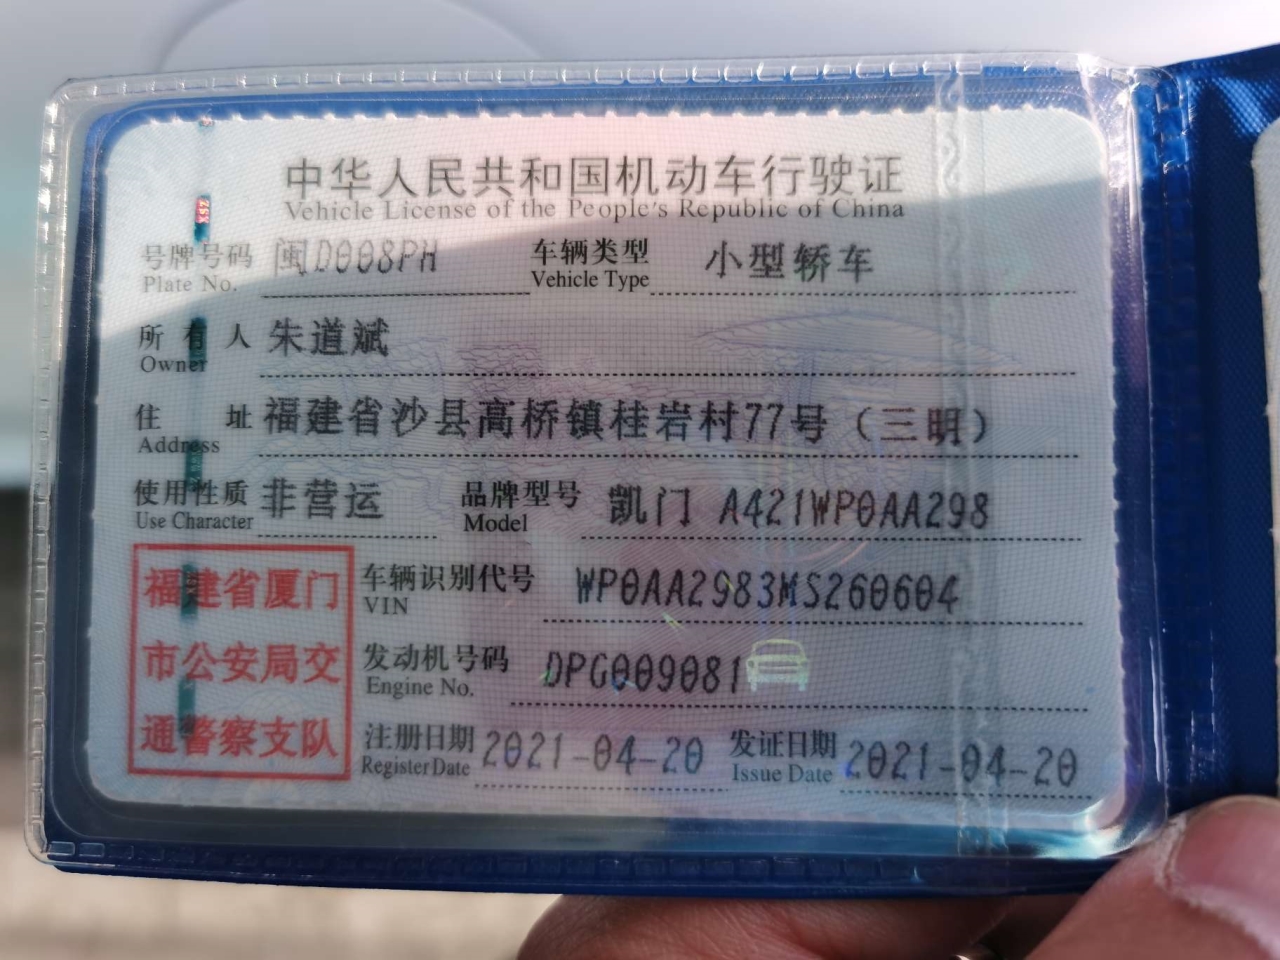 中华人民共和国机动车行驶证
Vehicle License of the People's Republic of China
号牌号码 闽D008PH 车辆类型 小型轿车
Plate No. Vehicle Type
所有人 朱道斌
Owner
住址 福建省沙县高桥镇桂岩村77号（三明）
Address
使用性质 非营运 品牌型号 凯门 A421WP0AA298
Use Character Model
福建省厦门
市公安局交
通警察支队
车辆识别代号 WP0AA2983MS260604
VIN
发动机号码 DPG009081
Engine No.
注册日期 2021-04-20 发证日期 2021-04-20
Register Date Issue Date